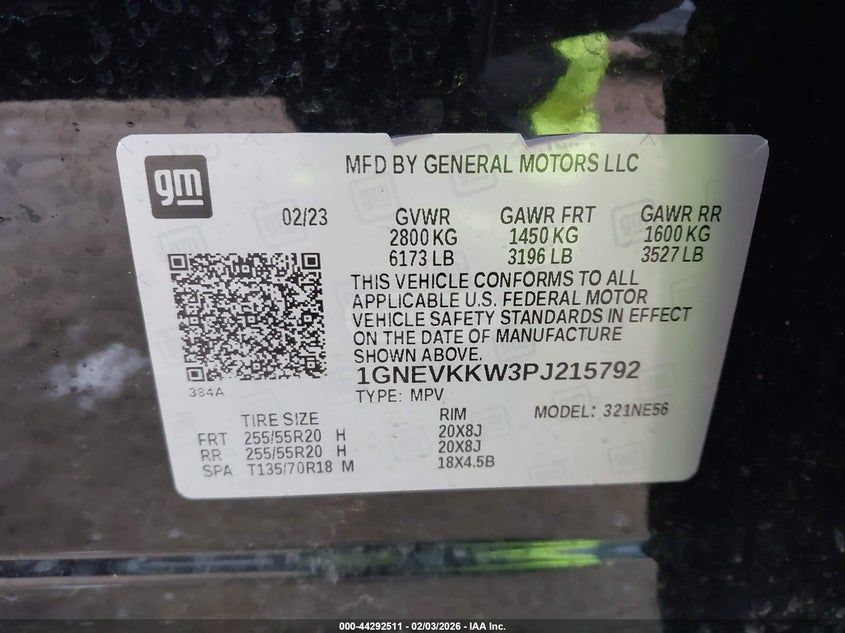 gm
MFD BY GENERAL MOTORS LLC
02/23 GVWR GAWR FRT GAWR RR
2800 KG 1450 KG 1600 KG
6173 LB 3196 LB 3527 LB
THIS VEHICLE CONFORMS TO ALL
APPLICABLE U.S. FEDERAL MOTOR
VEHICLE SAFETY STANDARDS IN EFFECT
ON THE DATE OF MANUFACTURE
SHOWN ABOVE.
1GNEVKKW3PJ215792
384A
TYPE: MPV
TIRE SIZE RIM MODEL: 321NE56
FRT 255/55R20 H 20X8J
RR 255/55R20 H 20X8J
SPA T135/70R18 M 18X4.5B
000-44292511 - 02/03/2026 - IAA Inc.